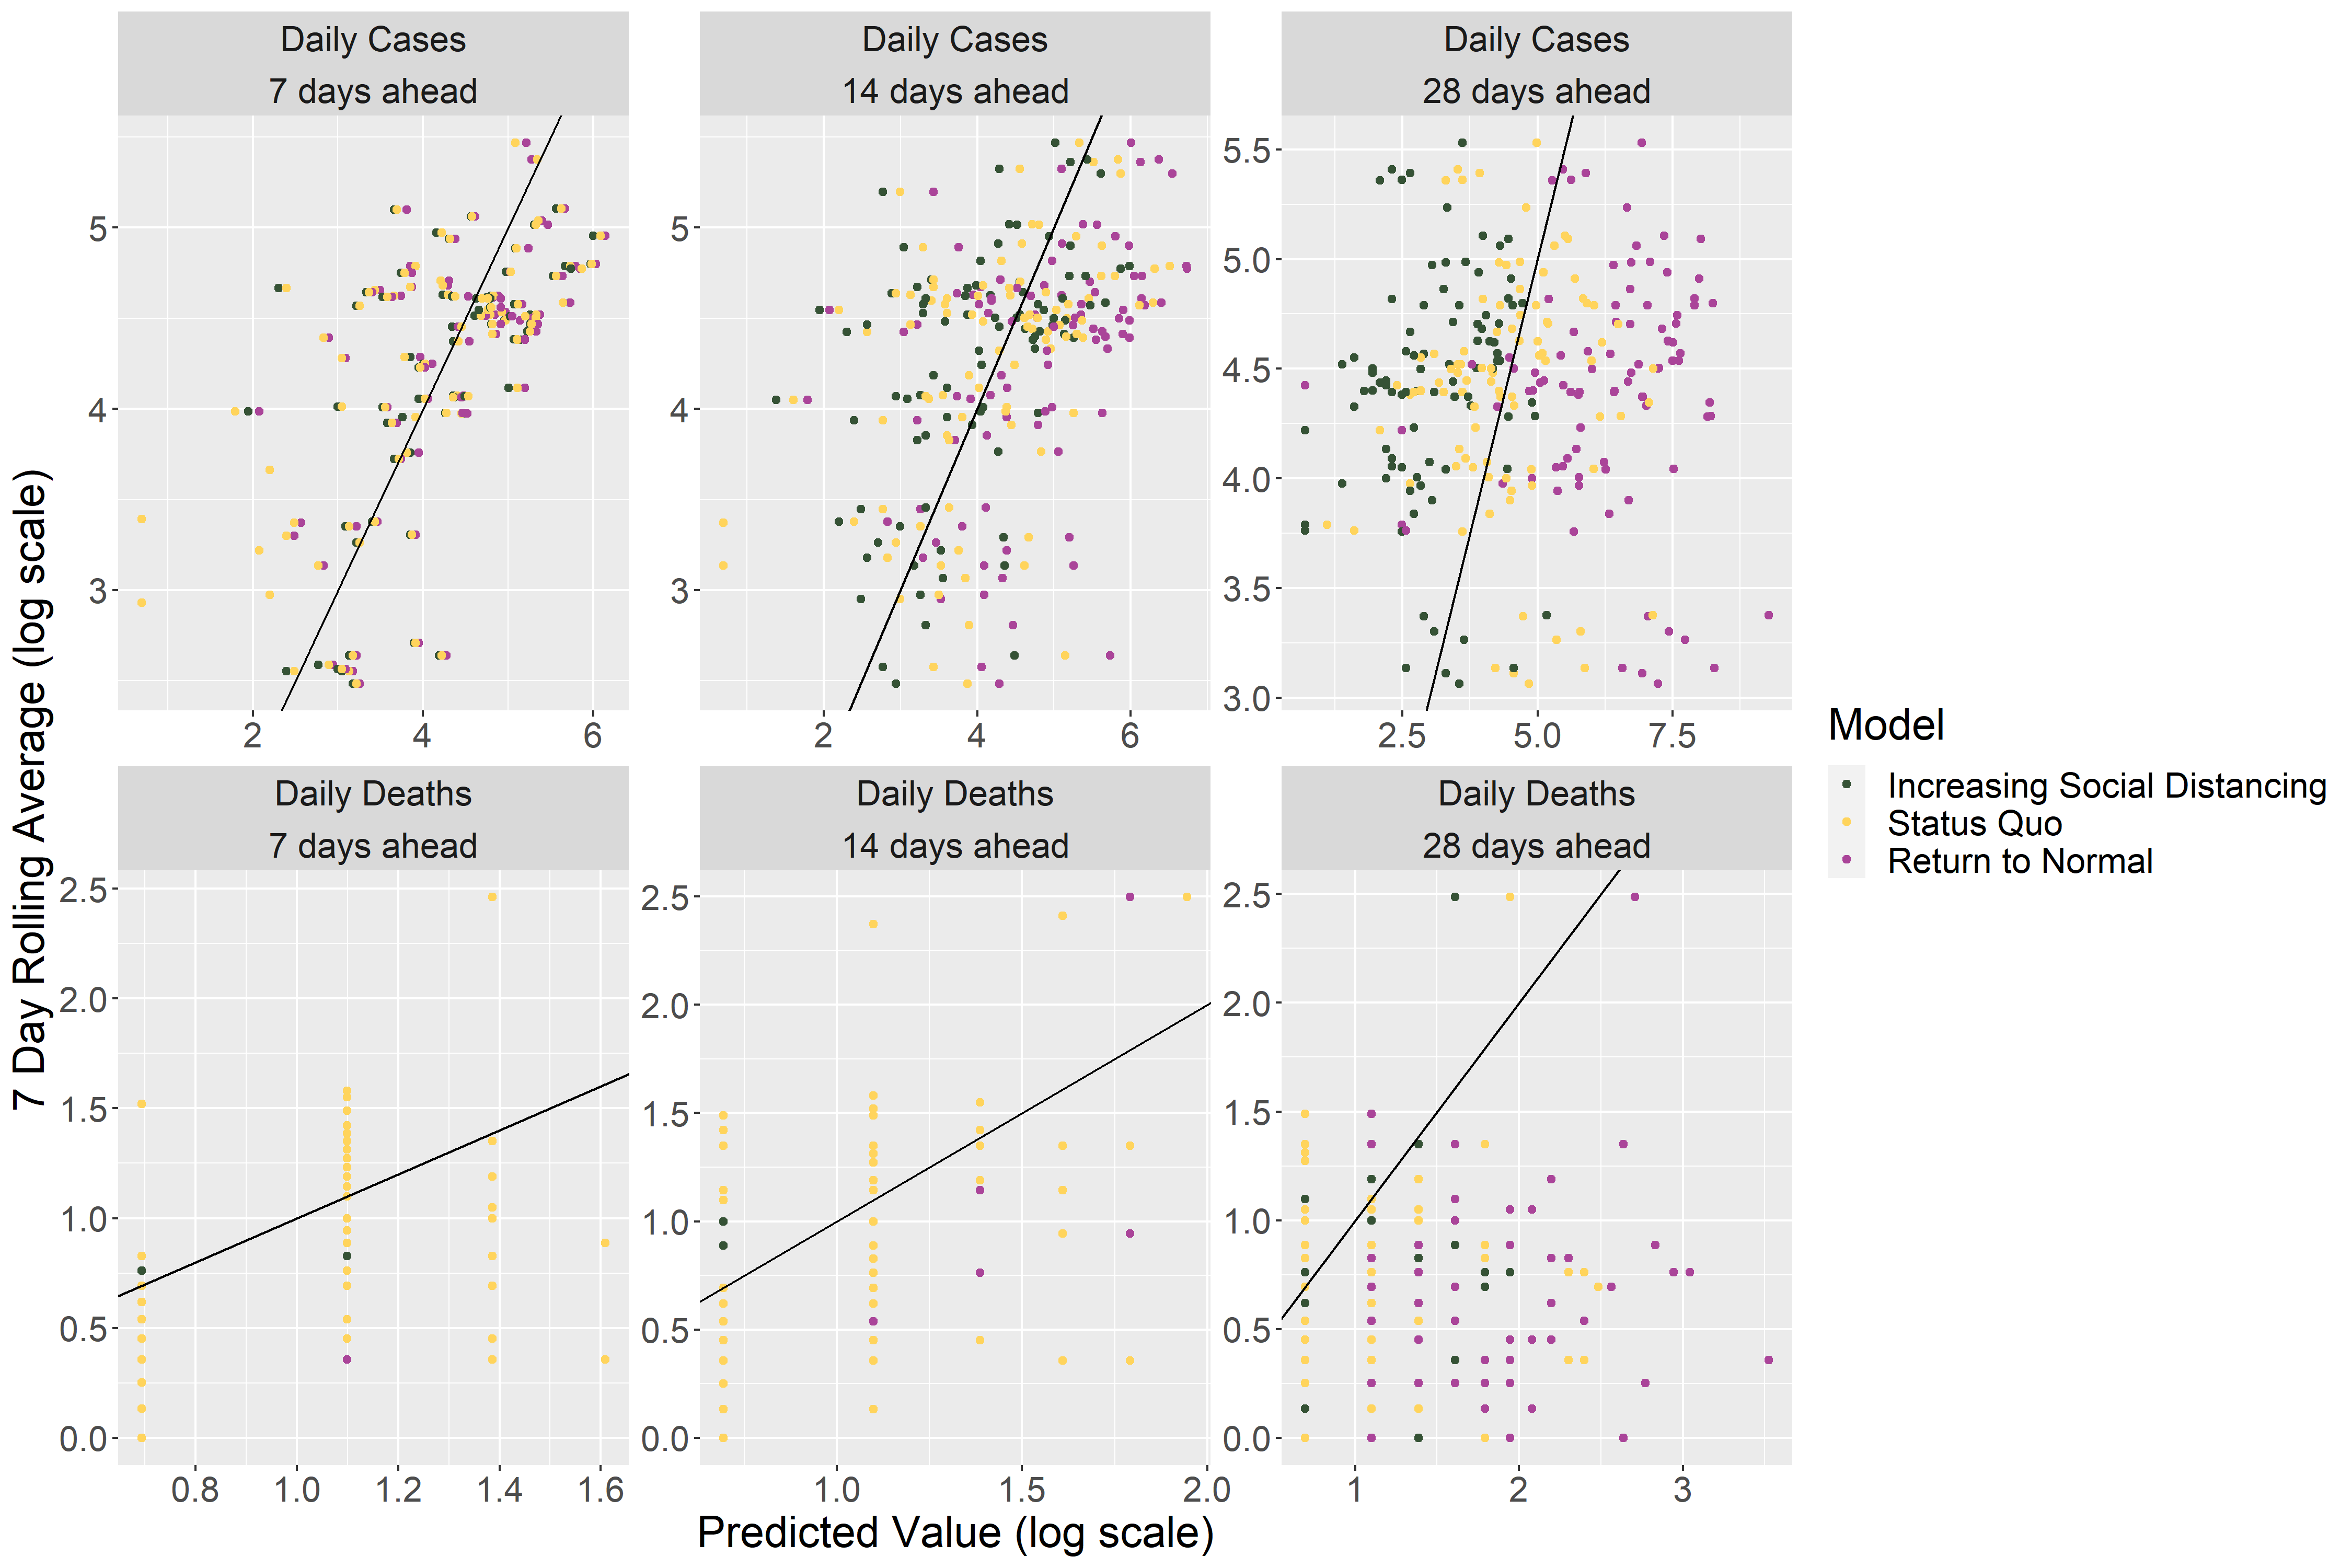 Daily Cases
7 days ahead
Daily Cases
14 days ahead
Daily Cases
28 days ahead
5
4
3
2
4
6
5
4
3
2
4
6
5.5
5.0
4.5
4.0
3.5
3.0
2.5
5.0
7.5
Daily Deaths
7 days ahead
Daily Deaths
14 days ahead
Daily Deaths
28 days ahead
2.5
2.0
1.5
1.0
0.5
0.0
0.8
1.0
1.2
1.4
1.6
2.5
2.0
1.5
1.0
0.5
0.0
1.0
1.5
2.0
2.5
2.0
1.5
1.0
0.5
0.0
1
2
3
7 Day Rolling Average (log scale)
Predicted Value (log scale)
Model
Increasing Social Distancing
Status Quo
Return to Normal